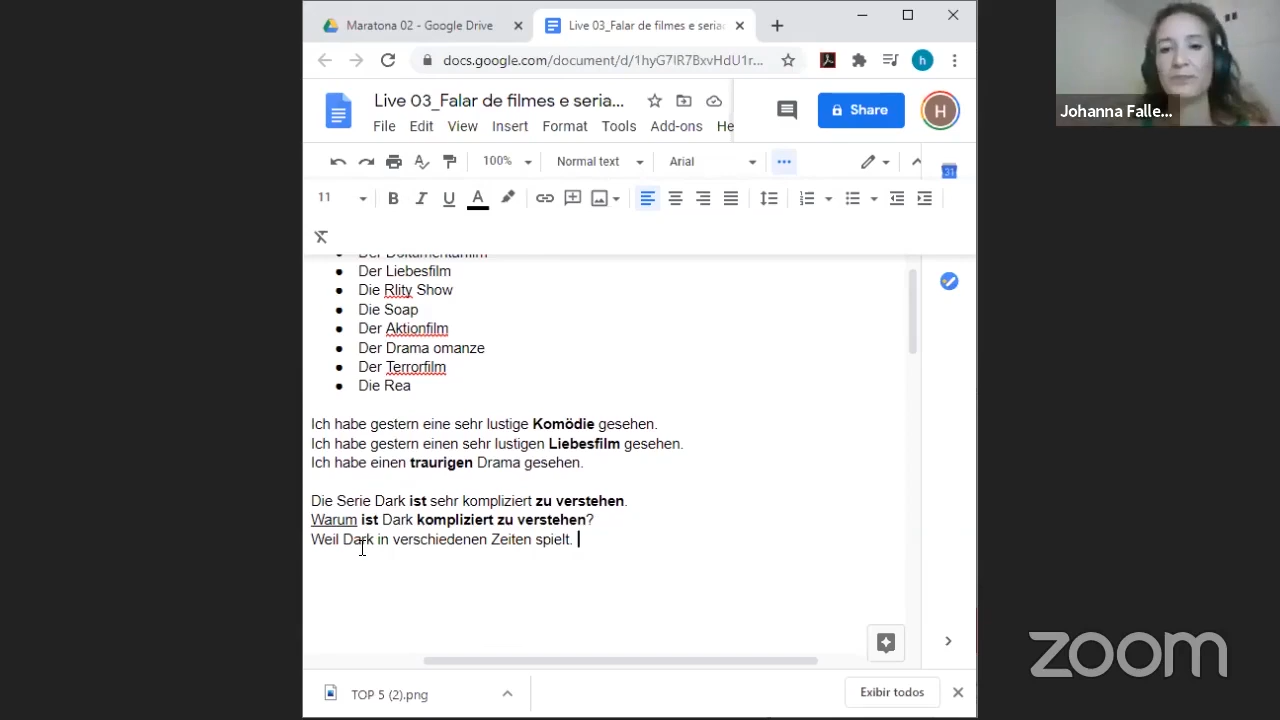 Maratona 02 - Google Drive
Live 03_Falar de filmes e seriad
docs.google.com/document/d/1hyG7lR7BxvHdU1r...
h
Johanna Falle...
Live 03_Falar de filmes e seria...
Share
H
File Edit View Insert Format Tools Add-ons He
100% Normal text Arial
31
11 B I U A
Der Dokumentarfilm
Der Liebesfilm
Die Rlity Show
Die Soap
Der Aktionfilm
Der Drama omanze
Der Terrorfilm
Die Rea
Ich habe gestern eine sehr lustige Komödie gesehen.
Ich habe gestern einen sehr lustigen Liebesfilm gesehen.
Ich habe einen traurigen Drama gesehen.
Die Serie Dark ist sehr kompliziert zu verstehen.
Warum ist Dark kompliziert zu verstehen?
Weil Dark in verschiedenen Zeiten spielt.
zoom
TOP 5 (2).png
Exibir todos